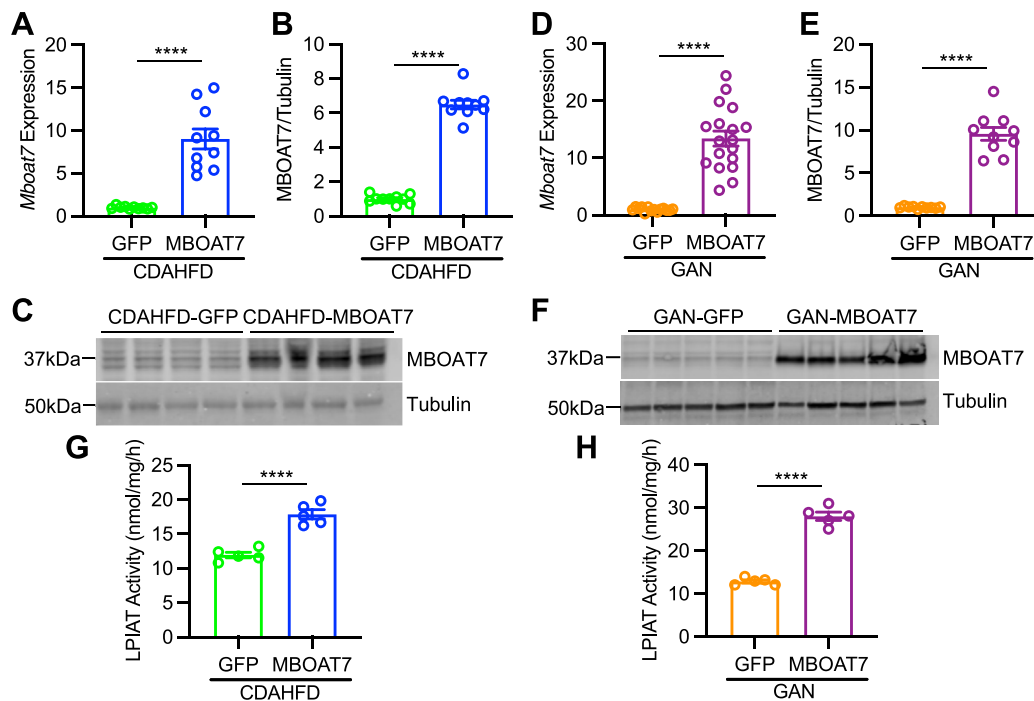 A
Mboat7 Expression
20
15
10
5
0
****
GFP MBOAT7
CDAHFD
B
MBOAT7/Tubulin
10
8
6
4
2
0
****
GFP MBOAT7
CDAHFD
D
Mboat7 Expression
30
20
10
0
****
GFP MBOAT7
GAN
E
MBOAT7/Tubulin
20
15
10
5
0
****
GFP MBOAT7
GAN
C
CDAHFD-GFP CDAHFD-MBOAT7
37kDa
MBOAT7
50kDa
Tubulin
F
GAN-GFP GAN-MBOAT7
37kDa
MBOAT7
50kDa
Tubulin
G
LPIAT Activity (nmol/mg/h)
25
20
15
10
5
0
****
GFP MBOAT7
CDAHFD
H
LPIAT Activity (nmol/mg/h)
40
30
20
10
0
****
GFP MBOAT7
GAN